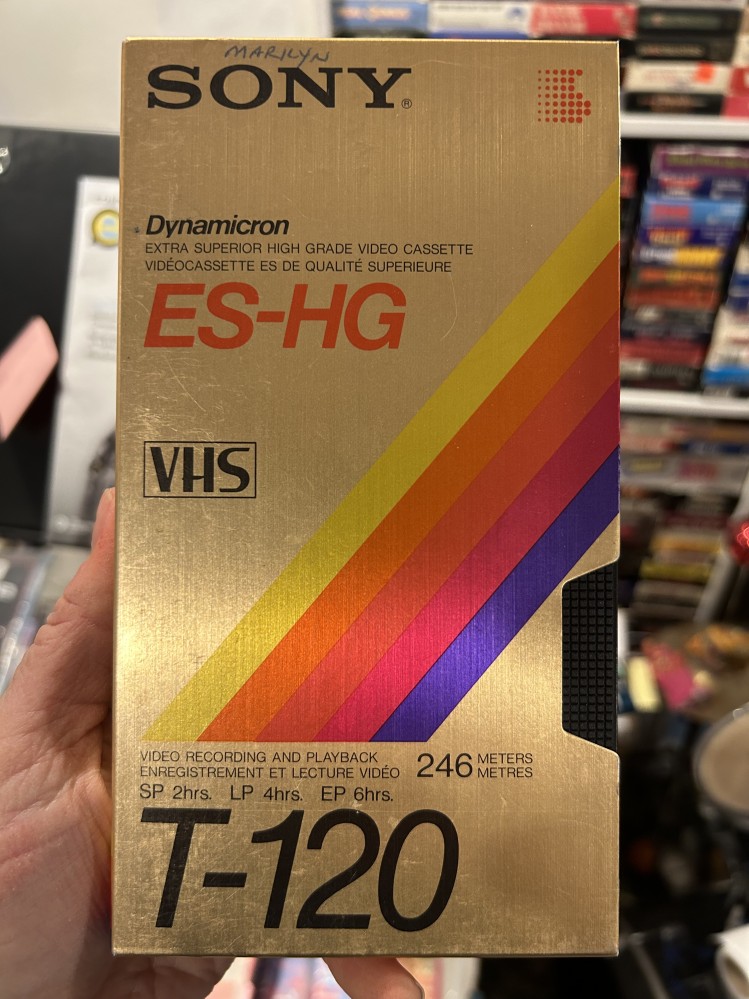 MARILYN
SONY®
Dynamicron
EXTRA SUPERIOR HIGH GRADE VIDEO CASSETTE
VIDÉOCASSETTE ES DE QUALITÉ SUPERIEURE
ES-HG
VHS
VIDEO RECORDING AND PLAYBACK
ENREGISTREMENT ET LECTURE VIDÉO
246 METERS
METRES
SP 2hrs. LP 4hrs. EP 6hrs.
T-120